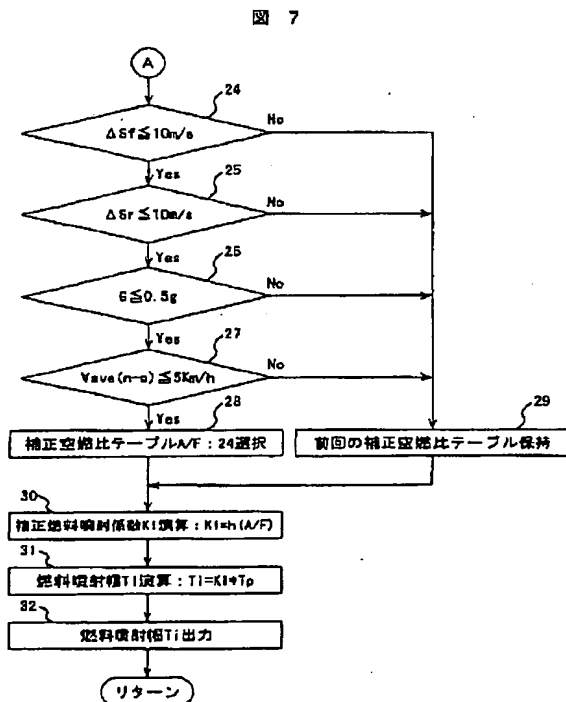 図 7
A
24
Δδf≦10m/s
No
Yes
25
Δδr≦10m/s
No
Yes
26
G≦0.5g
No
Yes
27
Vave(n-a)≦5Km/h
No
Yes
28
補正空燃比テーブルA/F：24選択
29
前回の補正空燃比テーブル保持
30
補正燃料噴射係数Ki演算：Ki=h(A/F)
31
燃料噴射幅Ti演算：Ti=Ki*Tp
32
燃料噴射幅Ti出力
リターン